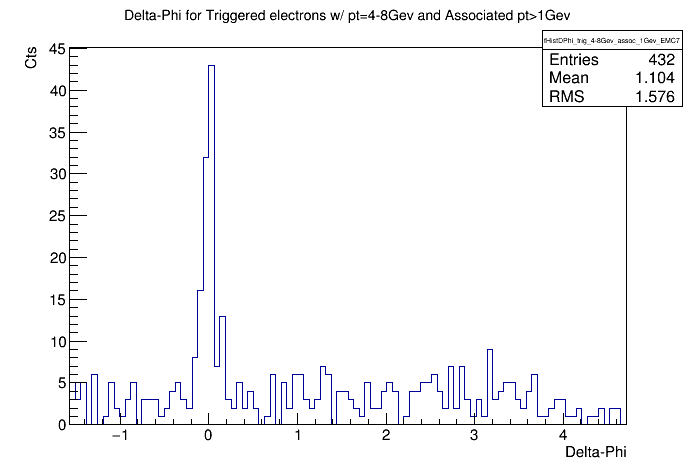 Delta-Phi for Triggered electrons w/ pt=4-8Gev and Associated pt>1Gev
fHistDPhi_trig_4-8Gev_assoc_1Gev_EMC7
Entries 432
Mean 1.104
RMS 1.576
Cts
45
40
35
30
25
20
15
10
5
0
−1 0 1 2 3 4
Delta-Phi